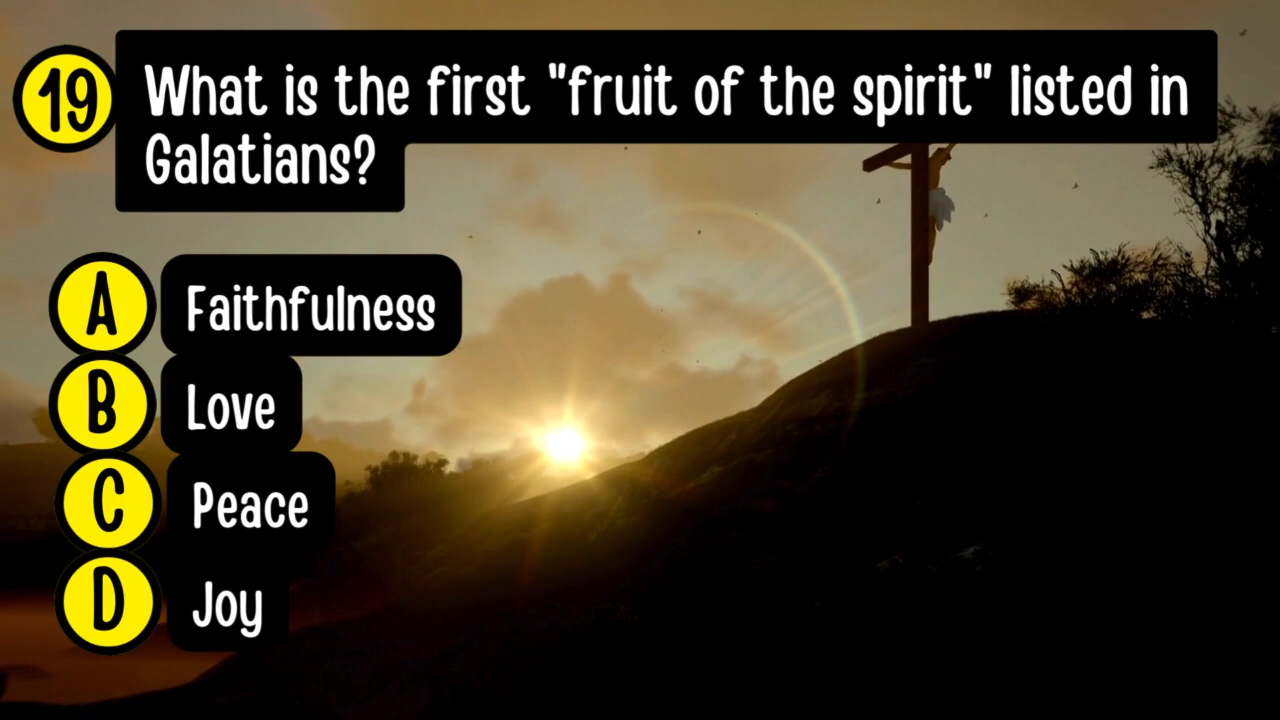 19 What is the first "fruit of the spirit" listed in
Galatians?
A Faithfulness
B Love
C Peace
D Joy